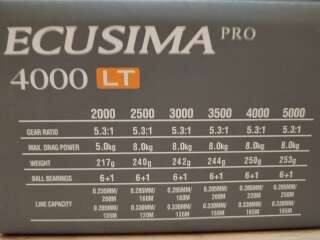 ECUSIMA PRO
4000 LT
2000 2500 3000 3500 4000 5000
GEAR RATIO 5.3:1 5.3:1 5.3:1 5.3:1 5.3:1 5.3:1
MAX. DRAG POWER 5.0kg 8.0kg 8.0kg 8.0kg 8.0kg 8.0kg
WEIGHT 217g 240g 242g 244g 250g 253g
BALL BEARINGS 6+1 6+1 6+1 6+1 6+1 6+1
LINE CAPACITY